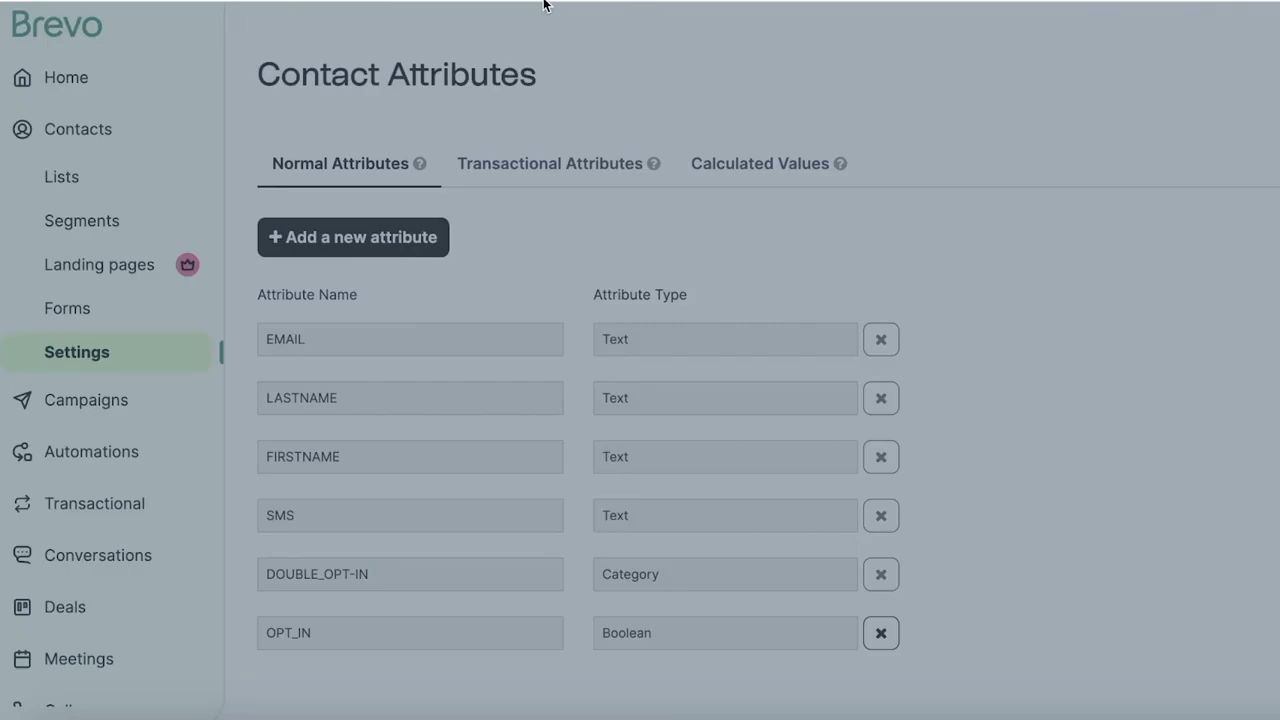 Brevo
Home
Contacts
Lists
Segments
Landing pages
Forms
Settings
Campaigns
Automations
Transactional
Conversations
Deals
Meetings
Contact Attributes
Normal Attributes ? Transactional Attributes ? Calculated Values ?
+ Add a new attribute
Attribute Name Attribute Type
EMAIL Text
LASTNAME Text
FIRSTNAME Text
SMS Text
DOUBLE_OPT-IN Category
OPT_IN Boolean